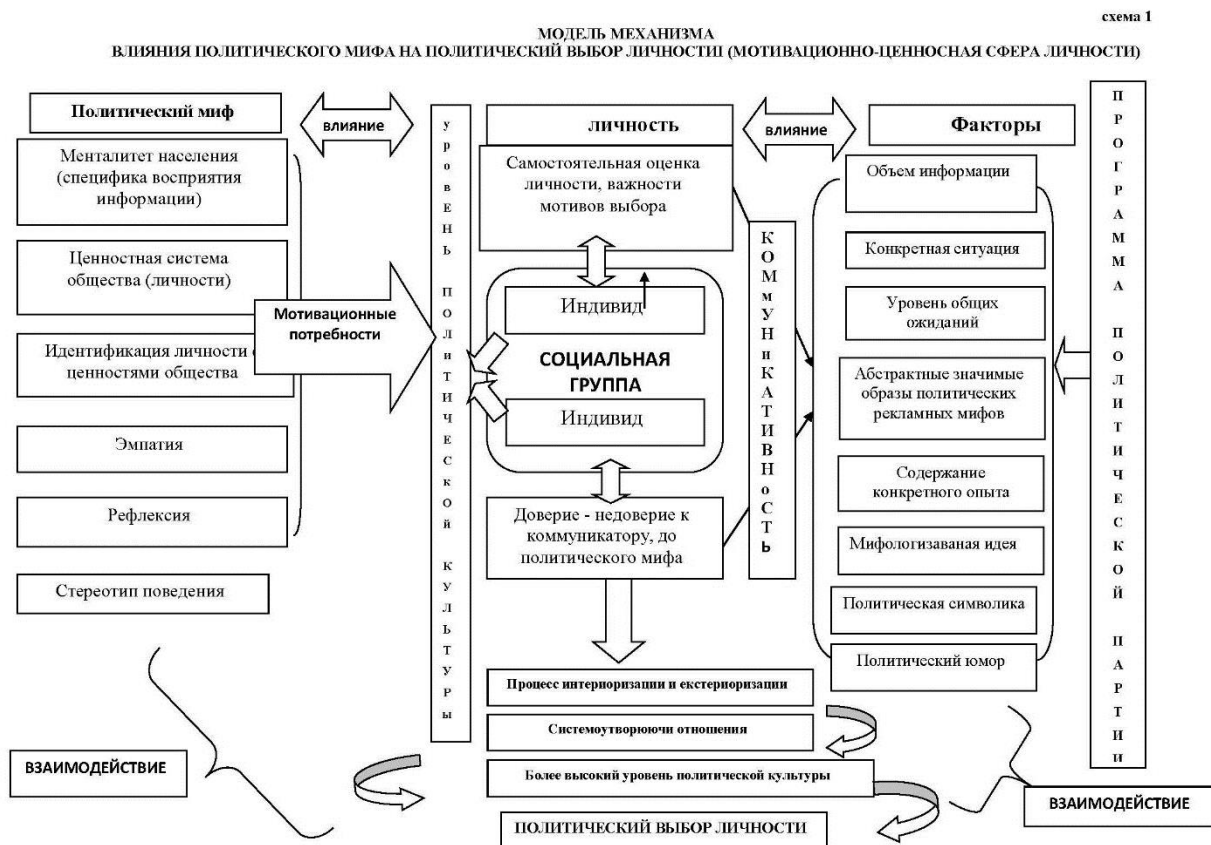 схема 1
МОДЕЛЬ МЕХАНИЗМА
ВЛИЯНИЯ ПОЛИТИЧЕСКОГО МИФА НА ПОЛИТИЧЕСКИЙ ВЫБОР ЛИЧНОСТИІ (МОТИВАЦИОННО-ЦЕННОСНАЯ СФЕРА ЛИЧНОСТИ)
Политический миф
влияние
Менталитет населения
(специфика восприятия
информации)
Ценностная система
общества (личности)
Мотивационные
потребности
Идентификация личности с
ценностями общества
Эмпатия
Рефлексия
Стереотип поведения
ВЗАИМОДЕЙСТВИЕ
УРОВЕНЬ ПОЛИТИЧЕСКОЙ КУЛЬТУРЫ
личность
Самостоятельная оценка
личности, важности
мотивов выбора
Индивид
СОЦИАЛЬНАЯ
ГРУППА
Индивид
Доверие - недоверие к
коммуникатору, до
политического мифа
Процесс интериоризации и екстериоризации
Системоутворюючи отношения
Более высокий уровень политической культуры
ПОЛИТИЧЕСКИЙ ВЫБОР ЛИЧНОСТИ
КОМмУНиКАТИВНоСТЬ
влияние
Факторы
Объем информации
Конкретная ситуация
Уровень общих
ожиданий
Абстрактные значимые
образы политических
рекламных мифов
Содержание
конкретного опыта
Мифологизаваная идея
Политическая символика
Политический юмор
ПРОГРАММА ПОЛИТИЧЕСКОЙ ПАРТИИ
ВЗАИМОДЕЙСТВИЕ